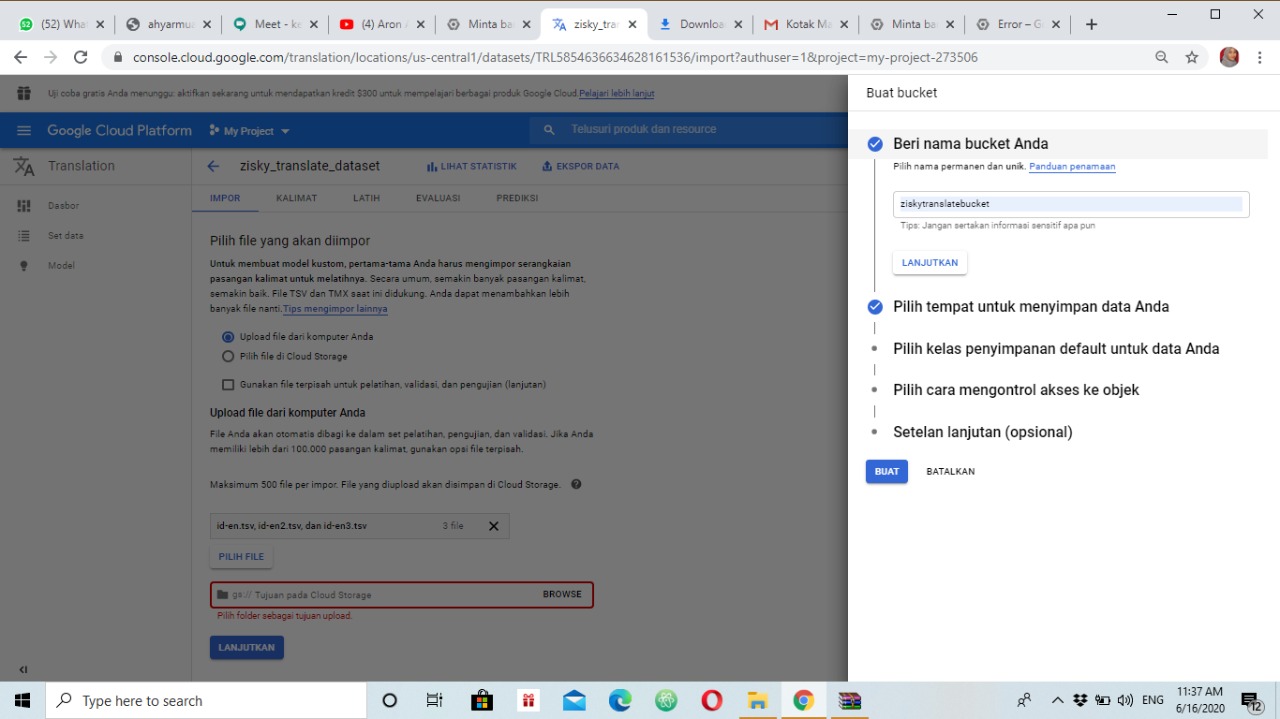 (52) Wha
ahyarmu
Meet - k
(4) Aron /
Minta ba
zisky_tra
Downloa
Kotak Ma
Minta ba
Error – G
console.cloud.google.com/translation/locations/us-central1/datasets/TRL5854636634628161536/import?authuser=1&project=my-project-273506
Uji coba gratis Anda menunggu: aktifkan sekarang untuk mendapatkan kredit $300 untuk mempelajari berbagai produk Google Cloud. Pelajari lebih lanjut
Google Cloud Platform
My Project
Telusuri produk dan resource
Translation
zisky_translate_dataset
LIHAT STATISTIK
EKSPOR DATA
Dasbor
Set data
Model
IMPOR
KALIMAT
LATIH
EVALUASI
PREDIKSI
Pilih file yang akan diimpor
Untuk membuat model kustom, pertama-tama Anda harus mengimpor serangkaian
pasangan kalimat untuk melatihnya. Secara umum, semakin banyak pasangan kalimat,
semakin baik. File TSV dan TMX saat ini didukung. Anda dapat menambahkan lebih
banyak file nanti. Tips mengimpor lainnya
Upload file dari komputer Anda
Pilih file di Cloud Storage
Gunakan file terpisah untuk pelatihan, validasi, dan pengujian (lanjutan)
Upload file dari komputer Anda
File Anda akan otomatis dibagi ke dalam set pelatihan, pengujian, dan validasi. Jika Anda
memiliki lebih dari 100.000 pasangan kalimat, gunakan opsi file terpisah.
Maksimum 500 file per impor. File yang diupload akan disimpan di Cloud Storage.
id-en.tsv, id-en2.tsv, dan id-en3.tsv
3 file
PILIH FILE
gs:// Tujuan pada Cloud Storage
BROWSE
Pilih folder sebagai tujuan upload.
LANJUTKAN
Buat bucket
Beri nama bucket Anda
Pilih nama permanen dan unik. Panduan penamaan
ziskytranslatebucket
Tips: Jangan sertakan informasi sensitif apa pun
LANJUTKAN
Pilih tempat untuk menyimpan data Anda
Pilih kelas penyimpanan default untuk data Anda
Pilih cara mengontrol akses ke objek
Setelan lanjutan (opsional)
BUAT
BATALKAN
Type here to search
ENG
11:37 AM
6/16/2020
12